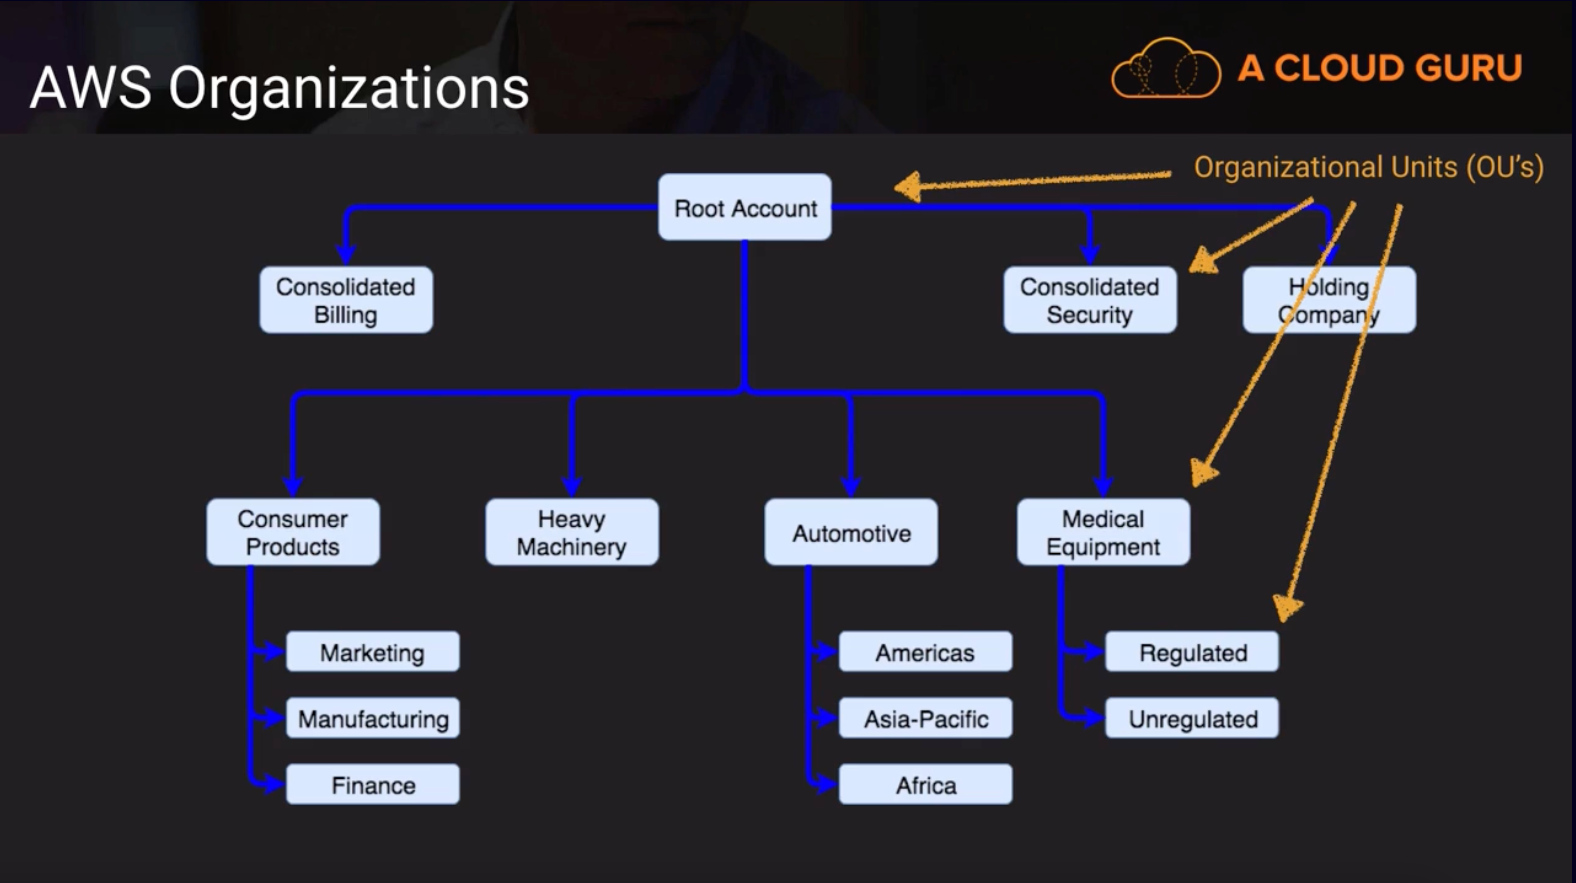 AWS Organizations
A CLOUD GURU
Organizational Units (OU's)
Root Account
Consolidated
Billing
Consolidated
Security
Holding
Company
Consumer
Products
Heavy
Machinery
Automotive
Medical
Equipment
Marketing
Manufacturing
Finance
Americas
Asia-Pacific
Africa
Regulated
Unregulated